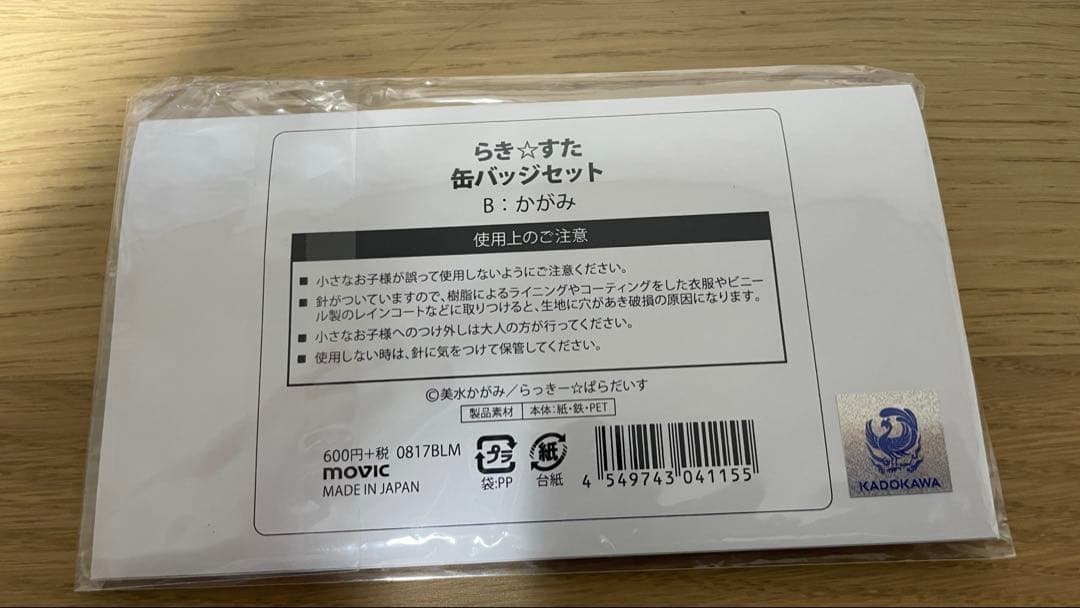 らき☆すた
缶バッジセット
B：かがみ
使用上のご注意
■ 小さなお子様が誤って使用しないようにご注意ください。
■ 針がついていますので、樹脂によるライニングやコーティングをした衣服やビニー
ル製のレインコートなどに取りつけると、生地に穴があき破損の原因になります。
■ 小さなお子様へのつけ外しは大人の方が行ってください。
■ 使用しない時は、針に気をつけて保管してください。
©美水かがみ／らっきー☆ぱらだいす
製品素材 本体：紙・鉄・PET
600円+税 0817BLM
movic
MADE IN JAPAN
プラ
袋:PP
紙
台紙
4 549743 041155
KADOKAWA